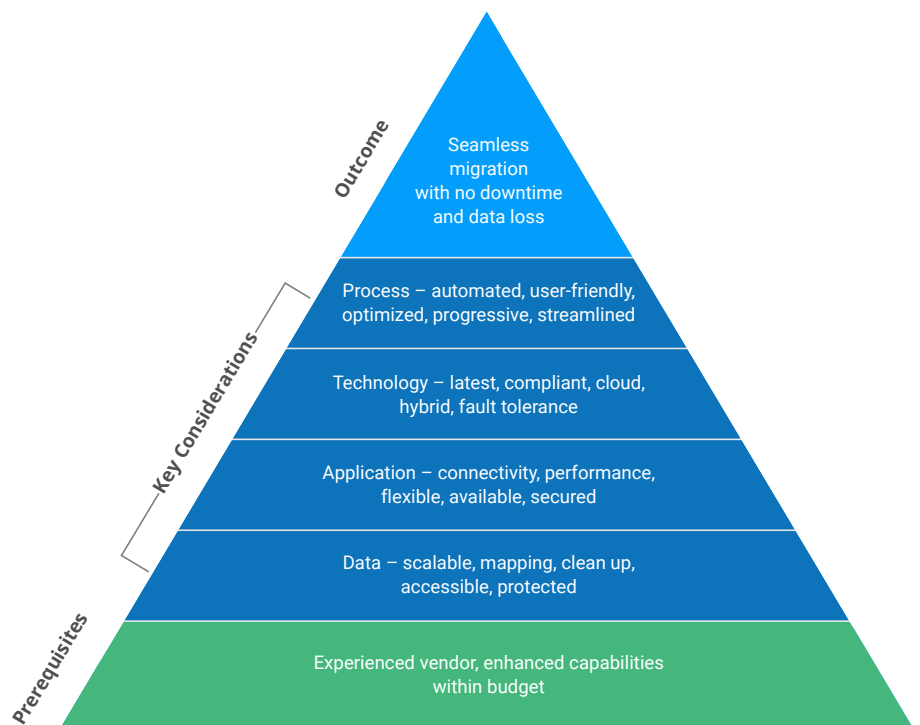 Outcome
Seamless
migration
with no downtime
and data loss
Key Considerations
Process – automated, user-friendly,
optimized, progressive, streamlined
Technology – latest, compliant, cloud,
hybrid, fault tolerance
Application – connectivity, performance,
flexible, available, secured
Data – scalable, mapping, clean up,
accessible, protected
Prerequisites
Experienced vendor, enhanced capabilities
within budget